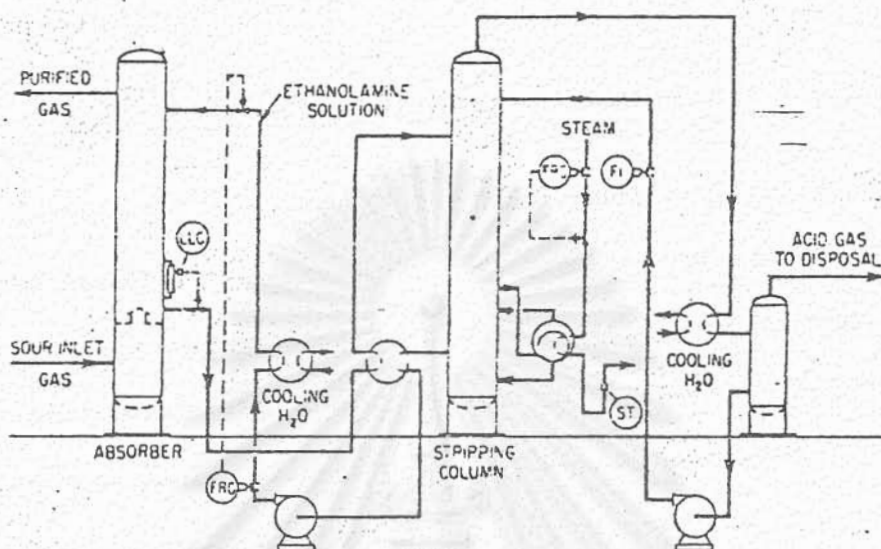 PURIFIED
GAS
ETHANOLAMINE
SOLUTION
STEAM
FI
LLC
ACID GAS
TO DISPOSAL
SOUR INLET
GAS
COOLING
H₂O
COOLING
H₂O
ST
ABSORBER
STRIPPING
COLUMN
FRC